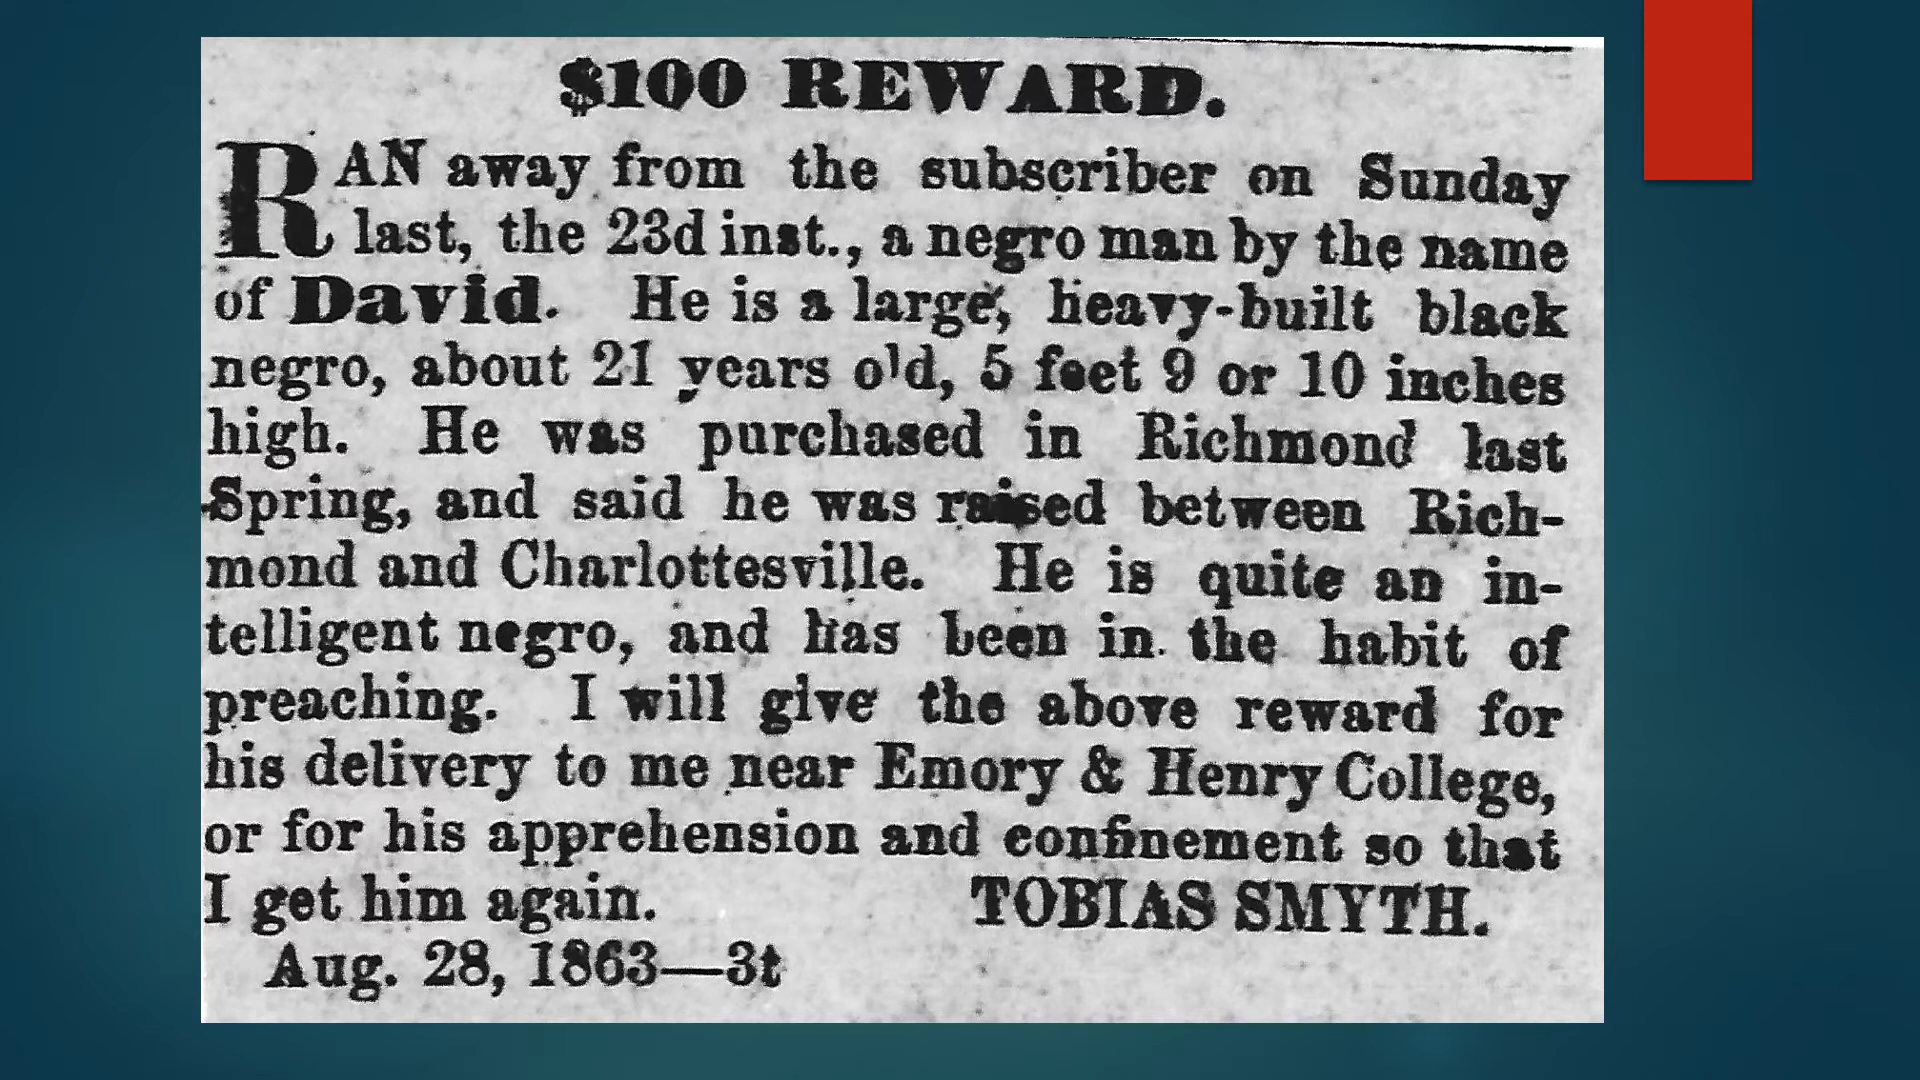 $100 REWARD.
RAN away from the subscriber on Sunday
last, the 23d inst., a negro man by the name
of David. He is a large, heavy-built black
negro, about 21 years old, 5 feet 9 or 10 inches
high. He was purchased in Richmond last
Spring, and said he was raised between Rich-
mond and Charlottesville. He is quite an in-
telligent negro, and has been in the habit of
preaching. I will give the above reward for
his delivery to me near Emory & Henry College,
or for his apprehension and confinement so that
I get him again. TOBIAS SMYTH.
Aug. 28, 1863—3t